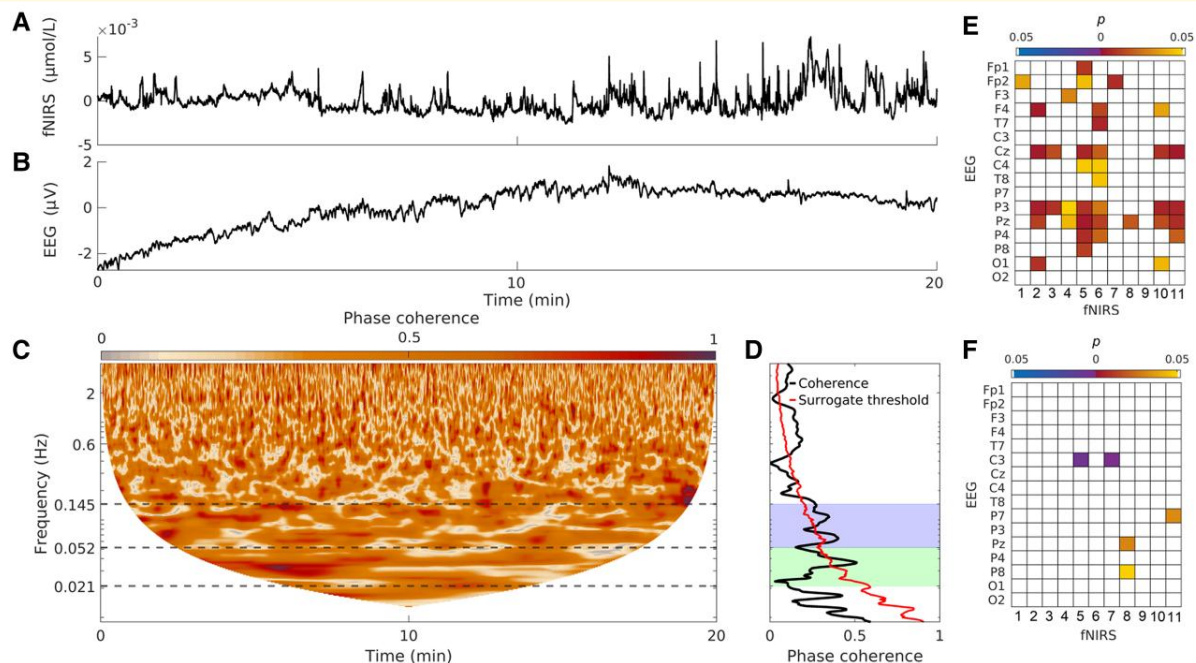 A
×10⁻³
5
0
-5
fNIRS (μmol/L)
B
2
0
-2
EEG (μV)
0
10
20
Time (min)
Phase coherence
0
0.5
1
C
2
0.6
0.145
0.052
0.021
Frequency (Hz)
0
10
20
Time (min)
D
Coherence
Surrogate threshold
0
0.5
1
Phase coherence
E
p
0.05
0
0.05
Fp1
Fp2
F3
F4
T7
C3
Cz
C4
T8
P7
P3
Pz
P4
P8
O1
O2
EEG
1 2 3 4 5 6 7 8 9 10 11
fNIRS
F
p
0.05
0
0.05
Fp1
Fp2
F3
F4
T7
C3
Cz
C4
T8
P7
P3
Pz
P4
P8
O1
O2
EEG
1 2 3 4 5 6 7 8 9 10 11
fNIRS